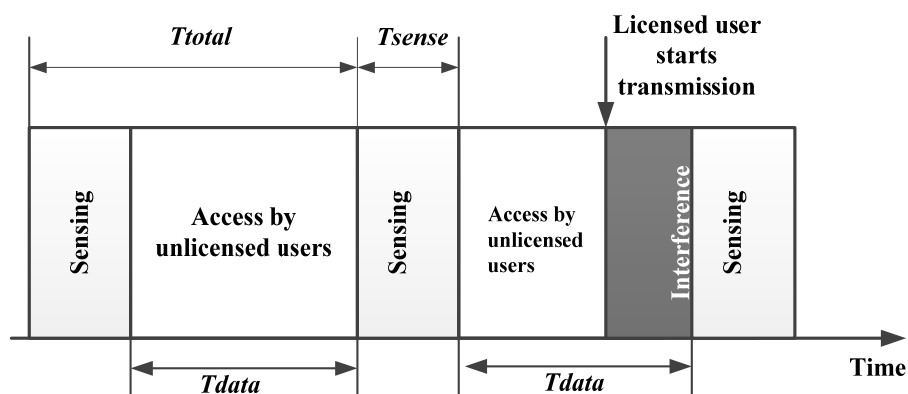 Ttotal
Tsense
Licensed user
starts
transmission
Sensing
Access by
unlicensed users
Sensing
Access by
unlicensed
users
Interference
Sensing
Time
Tdata
Tdata